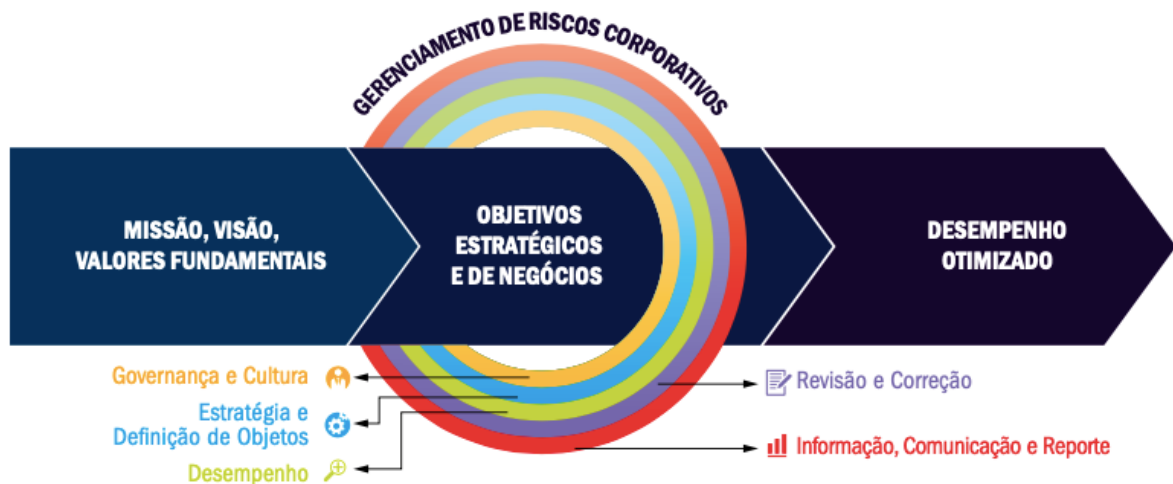 GERENCIAMENTO DE RISCOS CORPORATIVOS
MISSÃO, VISÃO,
VALORES FUNDAMENTAIS
OBJETIVOS
ESTRATÉGICOS
E DE NEGÓCIOS
DESEMPENHO
OTIMIZADO
Governança e Cultura
Estratégia e
Definição de Objetos
Desempenho
Revisão e Correção
Informação, Comunicação e Reporte